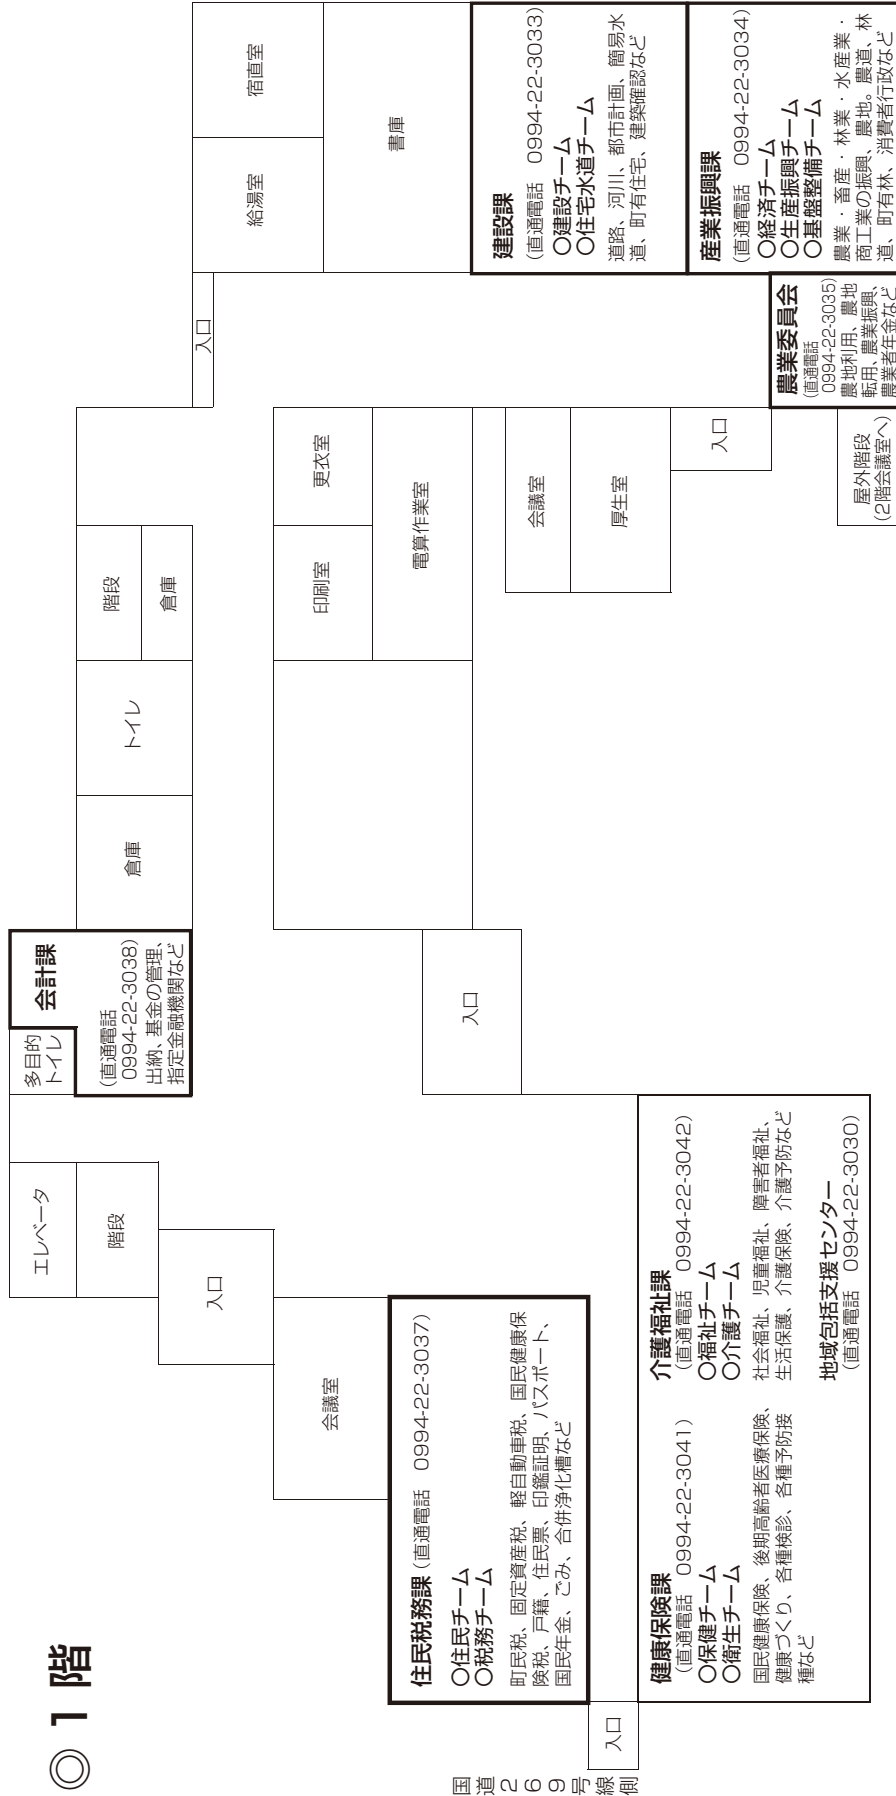 ◎1階
エレベータ
階段
多目的
トイレ
会計課
(直通電話
0994-22-3038)
出納、基金の管理、
指定金融機関など
倉庫
トイレ
階段
倉庫
入口
給湯室
宿直室
書庫
入口
会議室
印刷室
更衣室
電算作業室
入口
会議室
厚生室
入口
住民税務課(直通電話 0994-22-3037)
〇住民チーム
〇税務チーム
町民税、固定資産税、軽自動車税、国民健康保
険税、戸籍、住民票、印鑑証明、パスポート、
国民年金、ごみ、合併浄化槽など
建設課
(直通電話 0994-22-3033)
〇建設チーム
〇住宅水道チーム
道路、河川、都市計画、簡易水
道、町有住宅、建築確認など
国道269号線側
入口
健康保険課
(直通電話 0994-22-3041)
〇保健チーム
〇衛生チーム
国民健康保険、後期高齢者医療保険、
健康づくり、各種検診、各種予防接
種など
介護福祉課
(直通電話 0994-22-3042)
〇福祉チーム
〇介護チーム
社会福祉、児童福祉、障害者福祉、
生活保護、介護保険、介護予防など
地域包括支援センター
(直通電話 0994-22-3030)
産業振興課
(直通電話 0994-22-3034)
〇経済チーム
〇生産振興チーム
〇基盤整備チーム
農業・畜産・林業・水産業・
商工業の振興、農地。農道、林
道、町有林、消費者行政など
農業委員会
(直通電話
0994-22-3035)
農地利用、農地
転用、農業振興、
農業者年金など
屋外階段
(2階会議室へ)